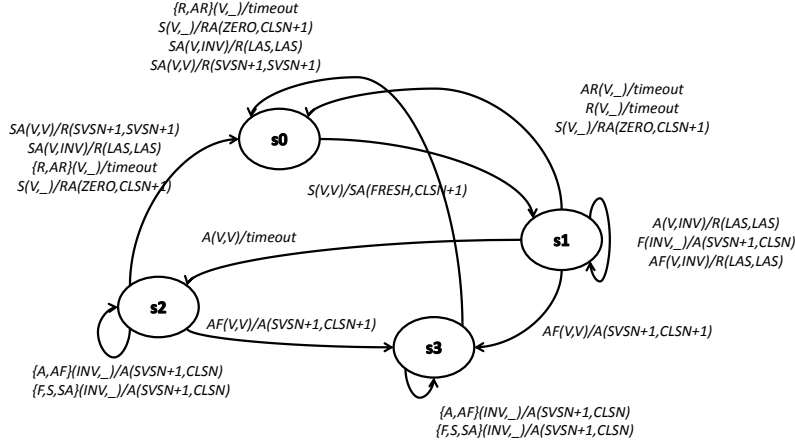 {R,AR}(V,_)/timeout
S(V,_)/RA(ZERO,CLSN+1)
SA(V,INV)/R(LAS,LAS)
SA(V,V)/R(SVSN+1,SVSN+1)
AR(V,_)/timeout
R(V,_)/timeout
S(V,_)/RA(ZERO,CLSN+1)
SA(V,V)/R(SVSN+1,SVSN+1)
SA(V,INV)/R(LAS,LAS)
{R,AR}(V,_)/timeout
S(V,_)/RA(ZERO,CLSN+1)
s0
S(V,V)/SA(FRESH,CLSN+1)
A(V,V)/timeout
s1
A(V,INV)/R(LAS,LAS)
F(INV,_)/A(SVSN+1,CLSN)
AF(V,INV)/R(LAS,LAS)
s2
AF(V,V)/A(SVSN+1,CLSN+1)
s3
AF(V,V)/A(SVSN+1,CLSN+1)
{A,AF}(INV,_)/A(SVSN+1,CLSN)
{F,S,SA}(INV,_)/A(SVSN+1,CLSN)
{A,AF}(INV,_)/A(SVSN+1,CLSN)
{F,S,SA}(INV,_)/A(SVSN+1,CLSN)